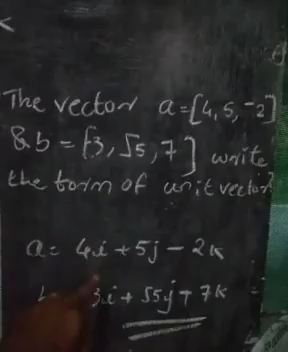 The vector a=[4, 5, -2]
& b = [3, √5, 7] write
the form of unit vector?
a = 4i + 5j - 2k
3i + √5j + 7k